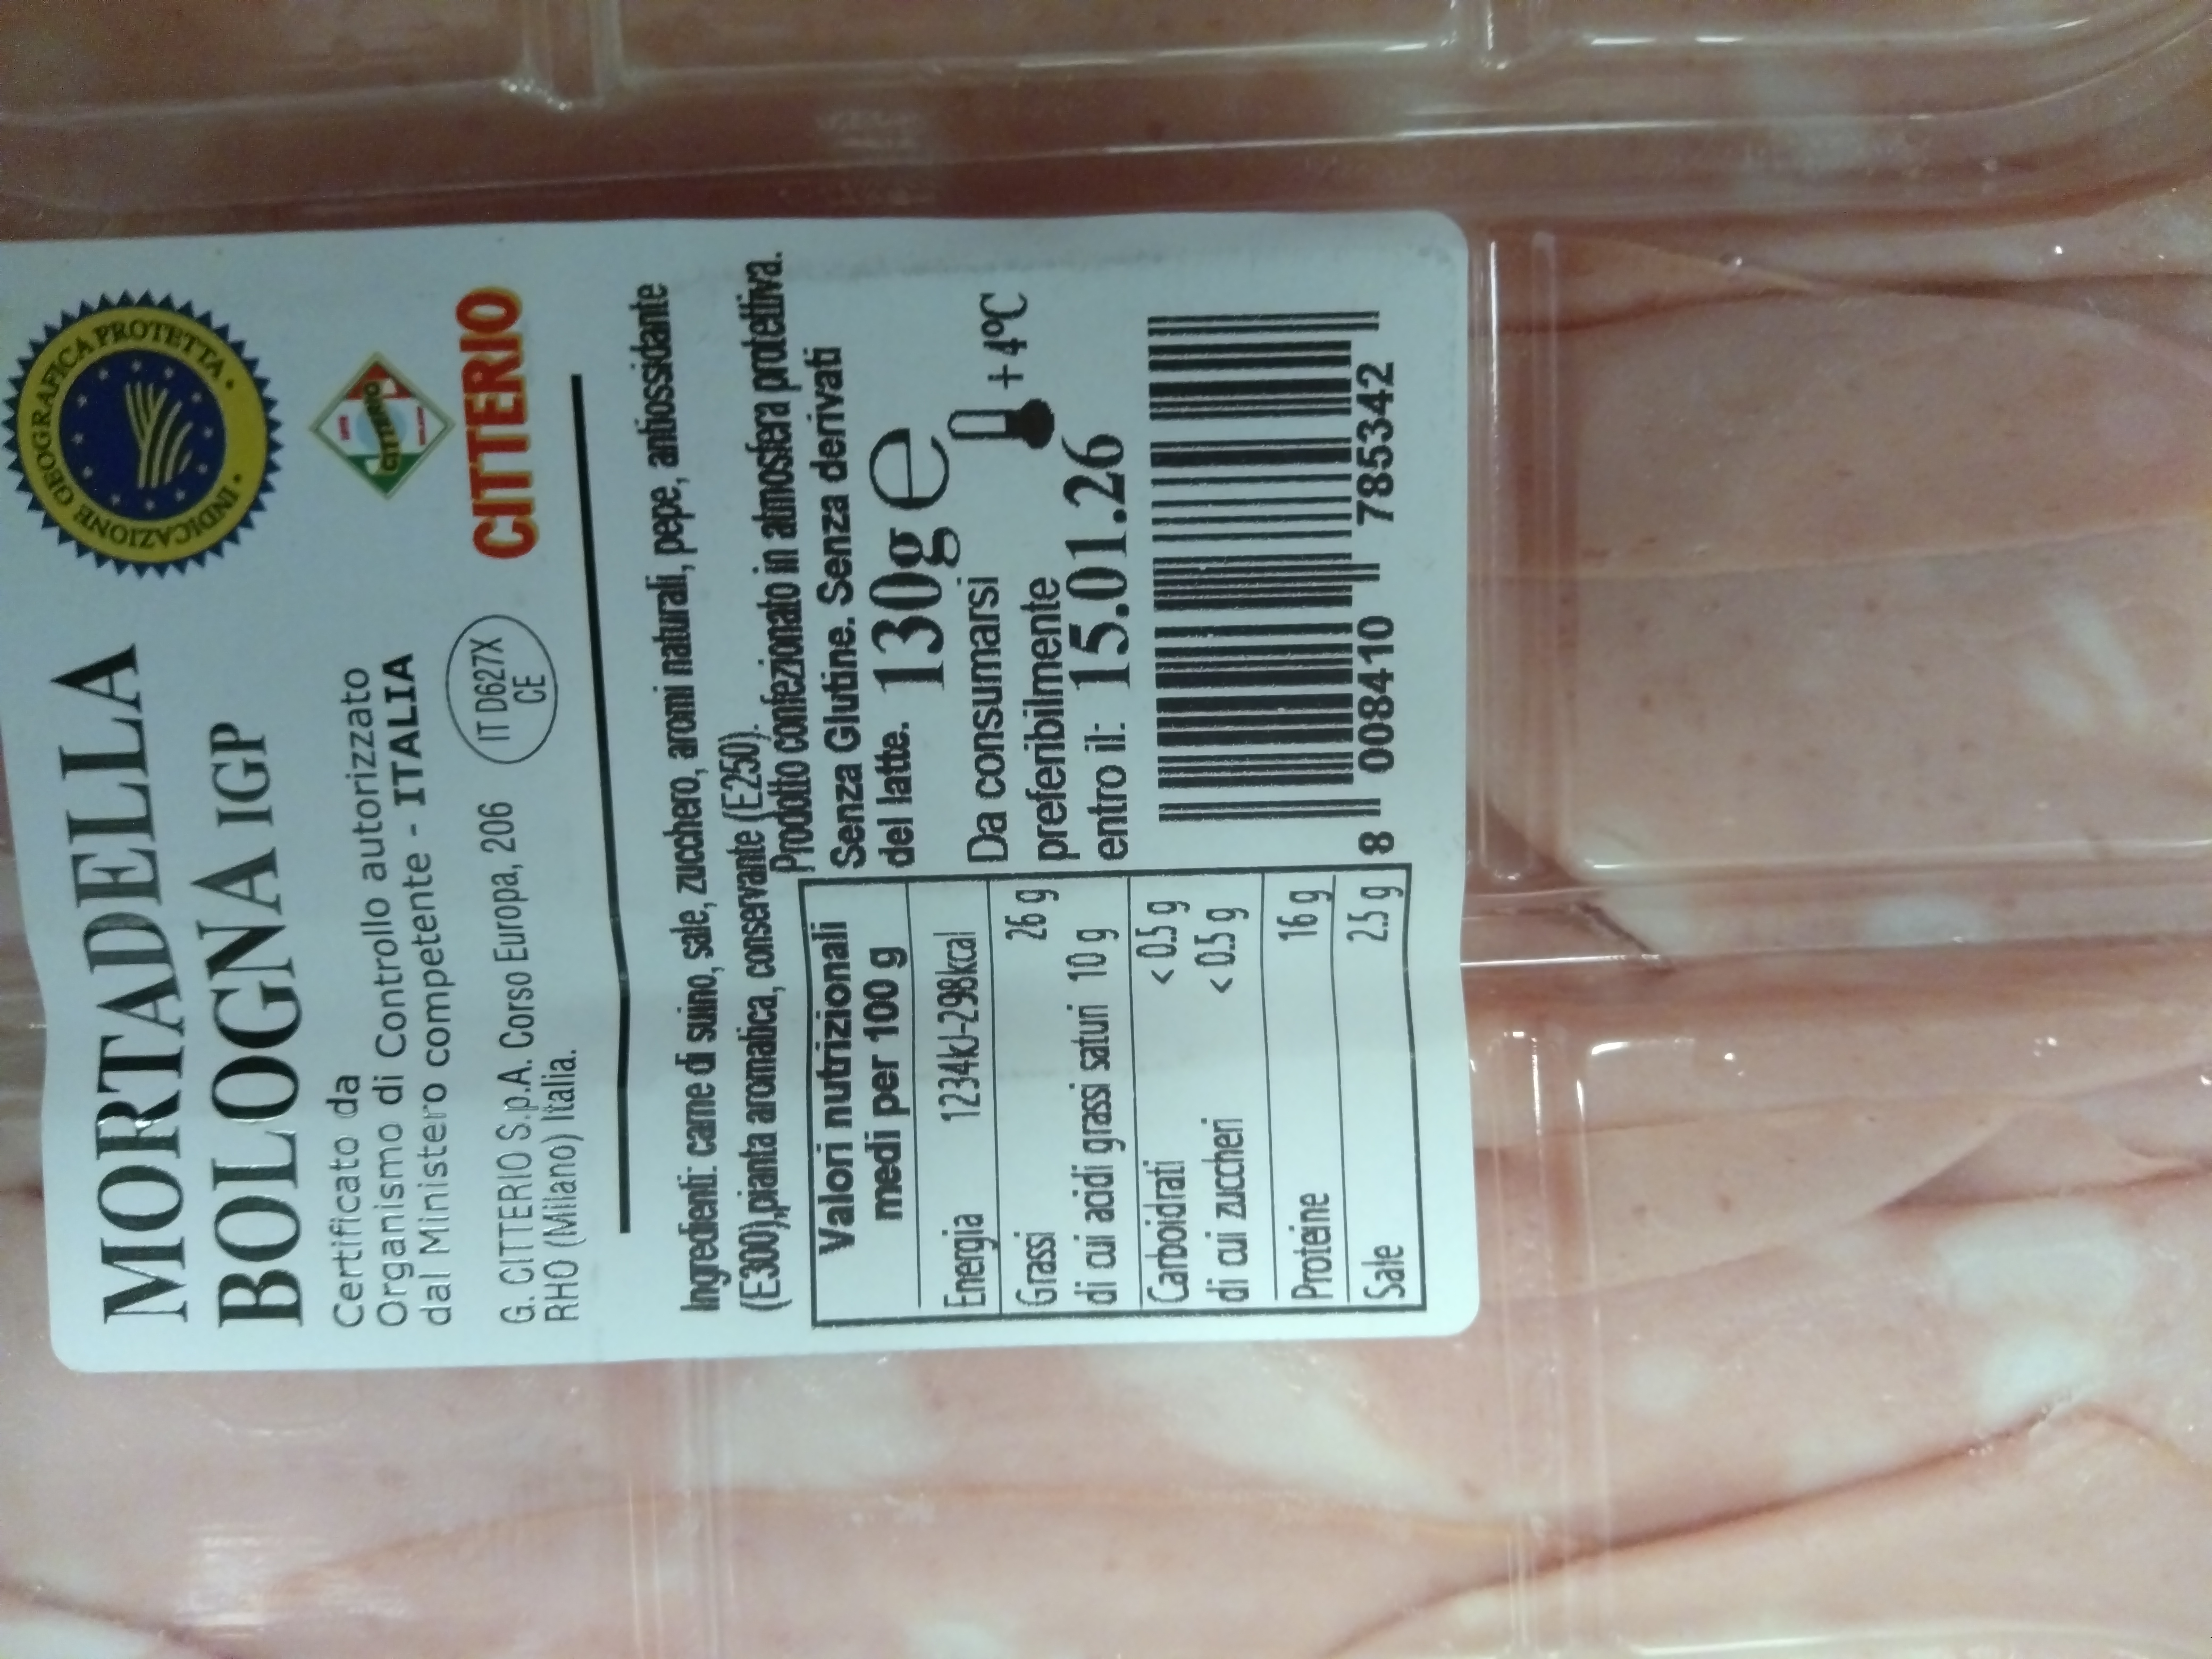 MORTADELLA
BOLOGNA IGP
INDICAZIONE GEOGRAFICA PROTETTA
Certificato da
Organismo di Controllo autorizzato
dal Ministero competente - ITALIA
CITTERIO
G. CITTERIO S.p.A. Corso Europa, 206
RHO (Milano) Italia.
IT D627X
CE
CITTERIO
Ingredienti: carne di suino, sale, zucchero, aromi naturali, pepe, antiossidante
(E300),,pianta aromatica, conservante (E250).
Prodotto confezionato in atmosfera protettiva.
Senza Glutine. Senza derivati
del latte. 130g e
Da consumarsi
preferibilmente
entro il: 15.01.26
+4°C
Valori nutrizionali
medi per 100 g
Energia 1234kJ-298kcal
Grassi 26 g
di cui acidi grassi saturi 10 g
Carboidrati < 0.5 g
di cui zuccheri < 0.5 g
Proteine 16 g
Sale 2.5 g
8 008410 785342